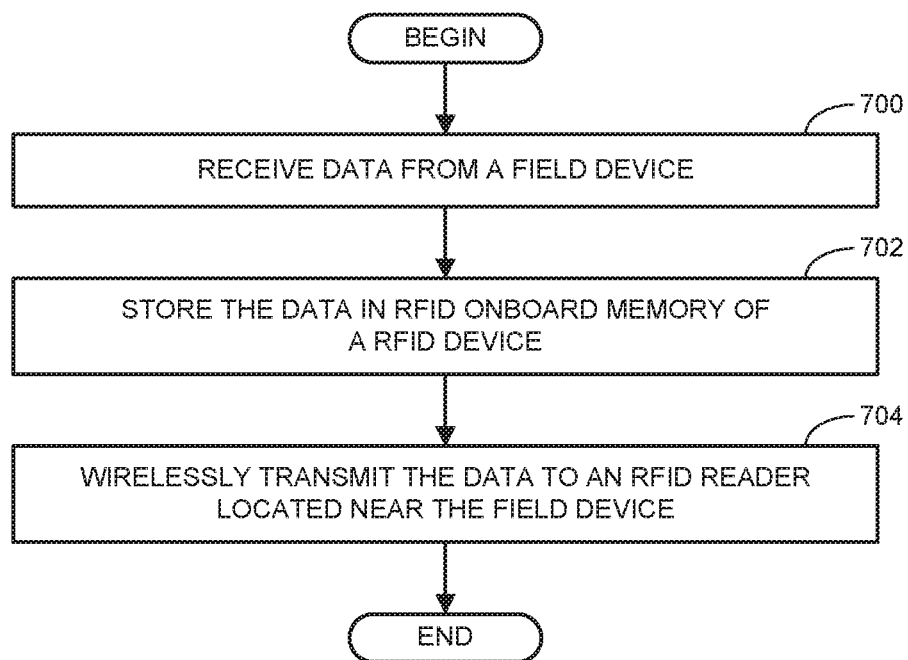 BEGIN
700
RECEIVE DATA FROM A FIELD DEVICE
702
STORE THE DATA IN RFID ONBOARD MEMORY OF
A RFID DEVICE
704
WIRELESSLY TRANSMIT THE DATA TO AN RFID READER
LOCATED NEAR THE FIELD DEVICE
END